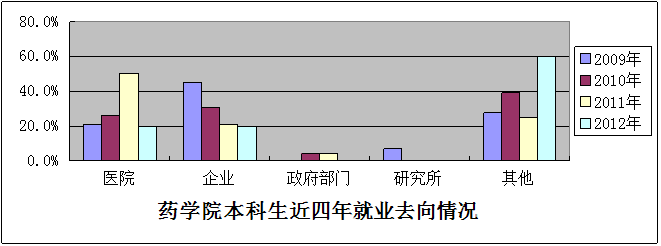 80.0%
60.0%
40.0%
20.0%
0.0%
医院 企业 政府部门 研究所 其他
2009年
2010年
2011年
2012年
药学院本科生近四年就业去向情况